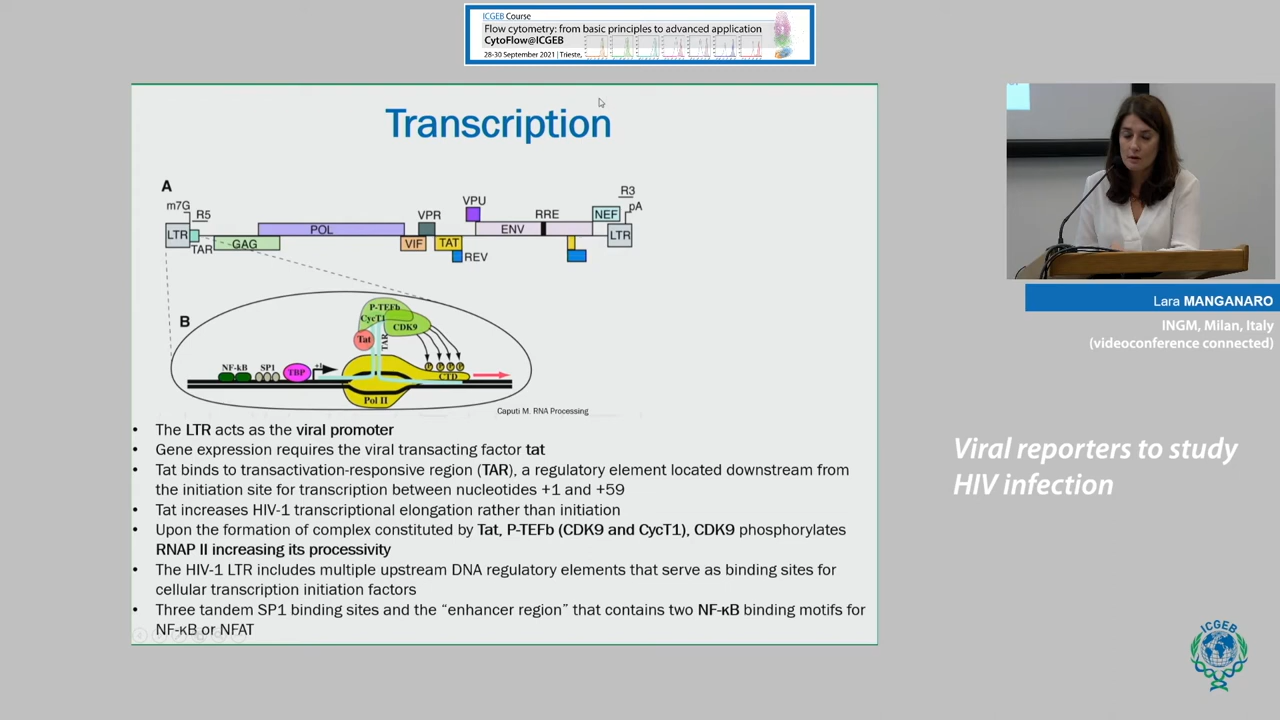 ICGEB Course
Flow cytometry: from basic principles to advanced application
CytoFlow@ICGEB
28-30 September 2021 | Trieste,
Transcription
A
m7G
R5
LTR
TAR
GAG
POL
VIF
VPR
TAT
REV
VPU
ENV
RRE
NEF
R3
pA
LTR
B
P-TEFb
CycT1
CDK9
Tat
TAR
NF-kB
SP1
TBP
+1
P P P P
CTD
Pol II
Caputi M. RNA Processing
• The LTR acts as the viral promoter
• Gene expression requires the viral transacting factor tat
• Tat binds to transactivation-responsive region (TAR), a regulatory element located downstream from
the initiation site for transcription between nucleotides +1 and +59
• Tat increases HIV-1 transcriptional elongation rather than initiation
• Upon the formation of complex constituted by Tat, P-TEFb (CDK9 and CycT1), CDK9 phosphorylates
RNAP II increasing its processivity
• The HIV-1 LTR includes multiple upstream DNA regulatory elements that serve as binding sites for
cellular transcription initiation factors
• Three tandem SP1 binding sites and the “enhancer region” that contains two NF-κB binding motifs for
NF-κB or NFAT
Lara MANGANARO
INGM, Milan, Italy
(videoconference connected)
Viral reporters to study
HIV infection
ICGEB